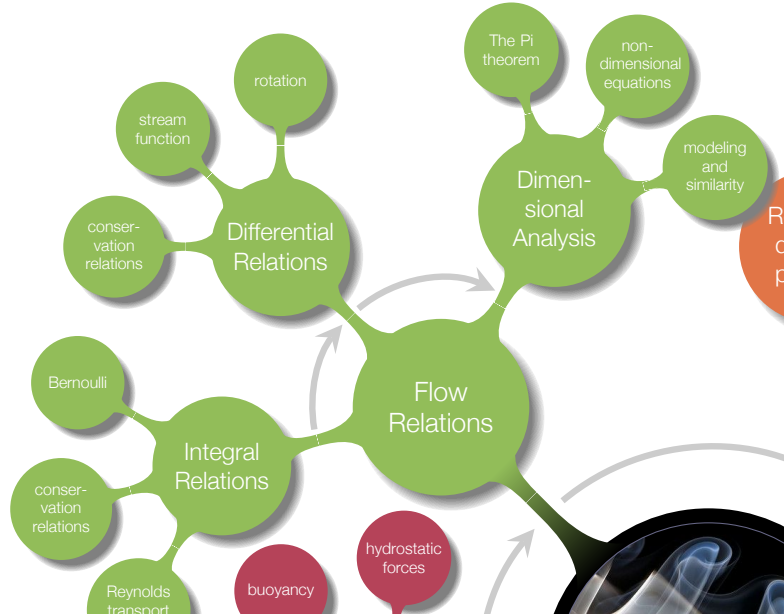 The Pi
theorem
non-
dimensional
equations
rotation
stream
function
modeling
and
similarity
Dimen-
sional
Analysis
conser-
vation
relations
Differential
Relations
Bernoulli
Flow
Relations
Integral
Relations
conser-
vation
relations
hydrostatic
forces
buoyancy
Reynolds
transport